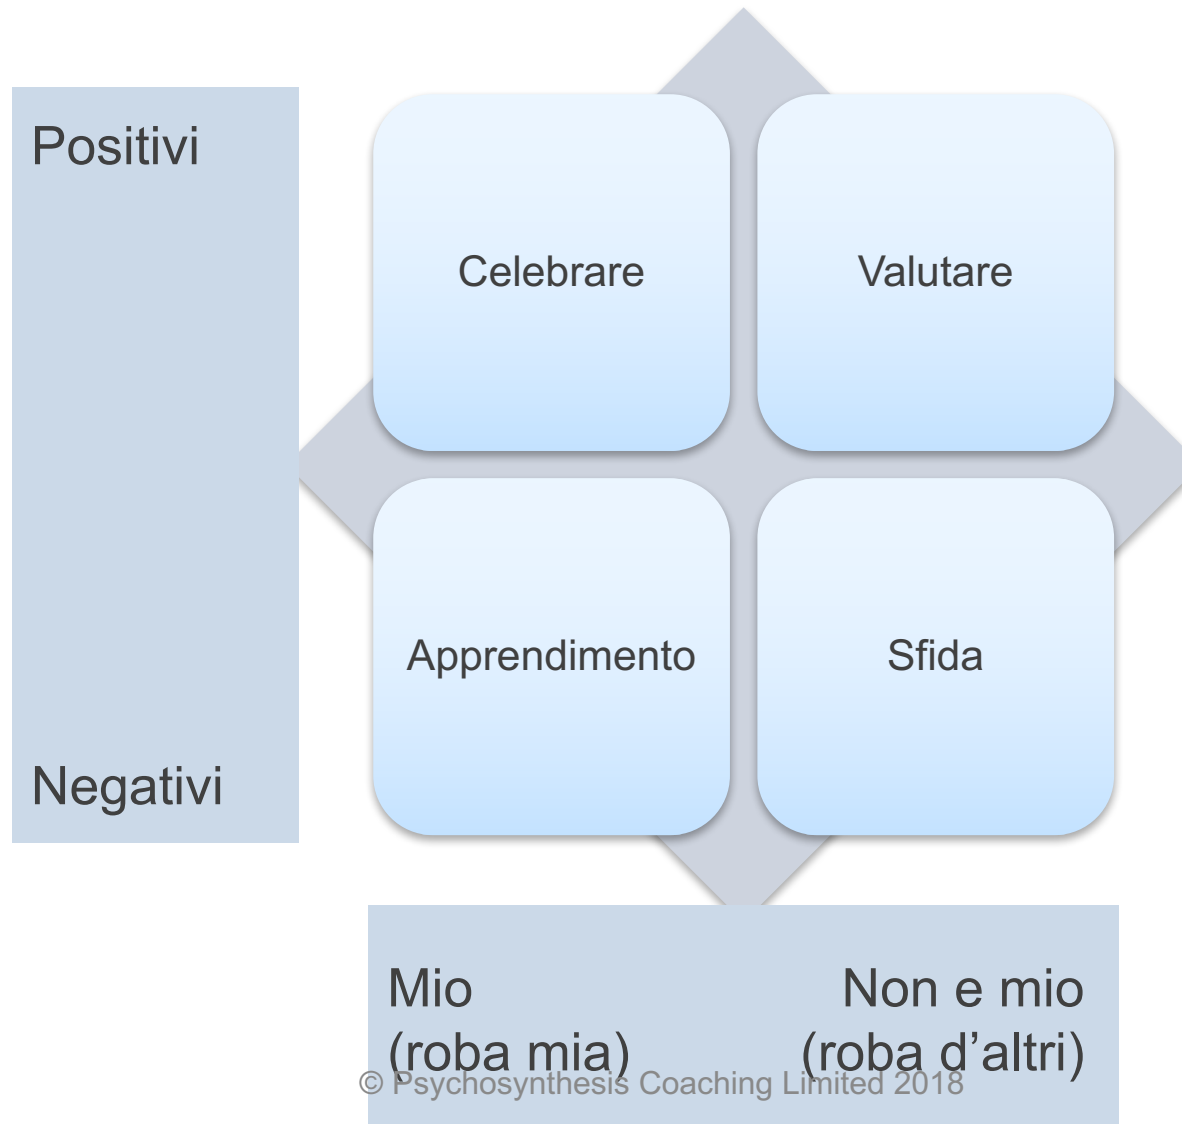 Positivi
Celebrare
Valutare
Apprendimento
Sfida
Negativi
Mio
(roba mia)
Non e mio
(roba d’altri)
© Psychosynthesis Coaching Limited 2018